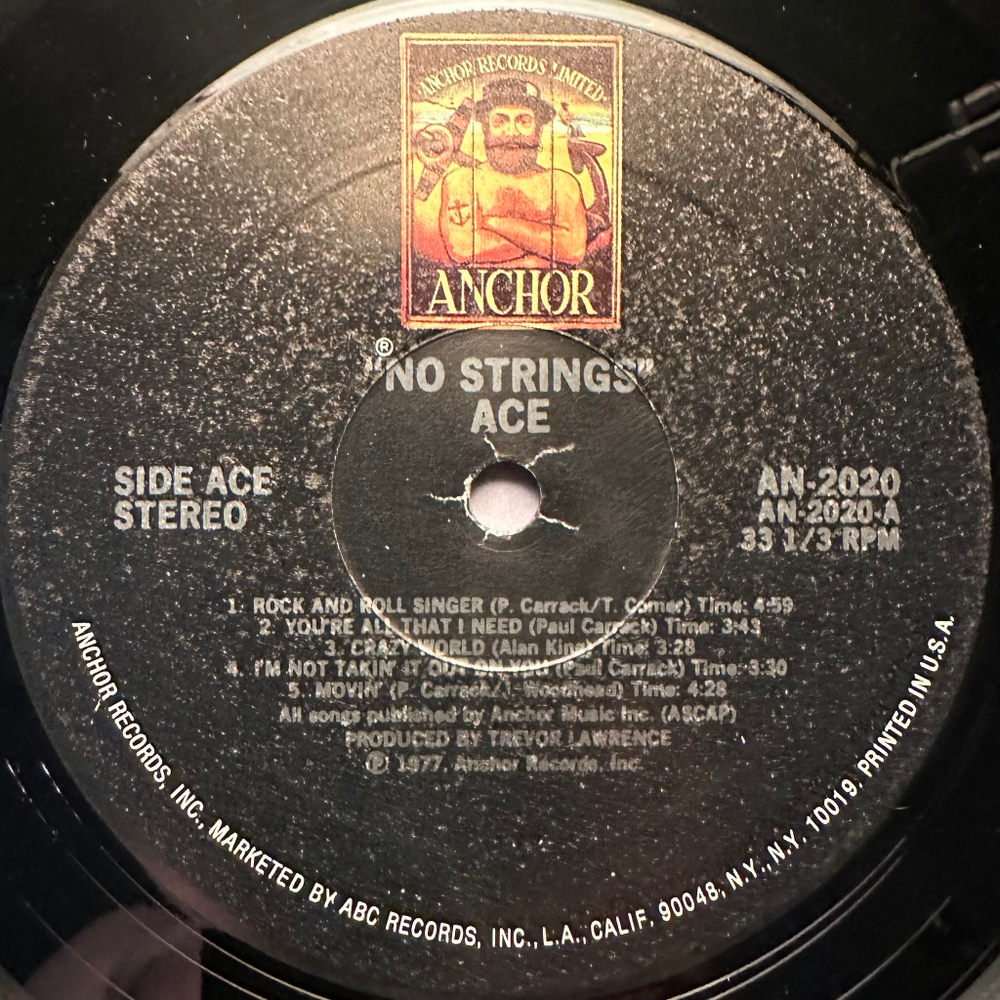 ANCHOR RECORDS LIMITED
ANCHOR
®
"NO STRINGS"
ACE
SIDE ACE
STEREO
AN-2020
AN-2020-A
33 1/3 RPM
1. ROCK AND ROLL SINGER (P. Carrack/T. Comer) Time: 4:59
2. YOU'RE ALL THAT I NEED (Paul Carrack) Time: 3:43
3. CRAZY WORLD (Alan King) Time: 3:28
4. I'M NOT TAKIN' IT OUT ON YOU (Paul Carrack) Time: 3:30
5. MOVIN' (P. Carrack/J. Woodhead) Time: 4:28
All songs published by Anchor Music Inc. (ASCAP)
PRODUCED BY TREVOR LAWRENCE
℗ 1977, Anchor Records, Inc.
ANCHOR RECORDS, INC., MARKETED BY ABC RECORDS, INC., L.A., CALIF. 90048, N.Y., N.Y. 10019. PRINTED IN U.S.A.